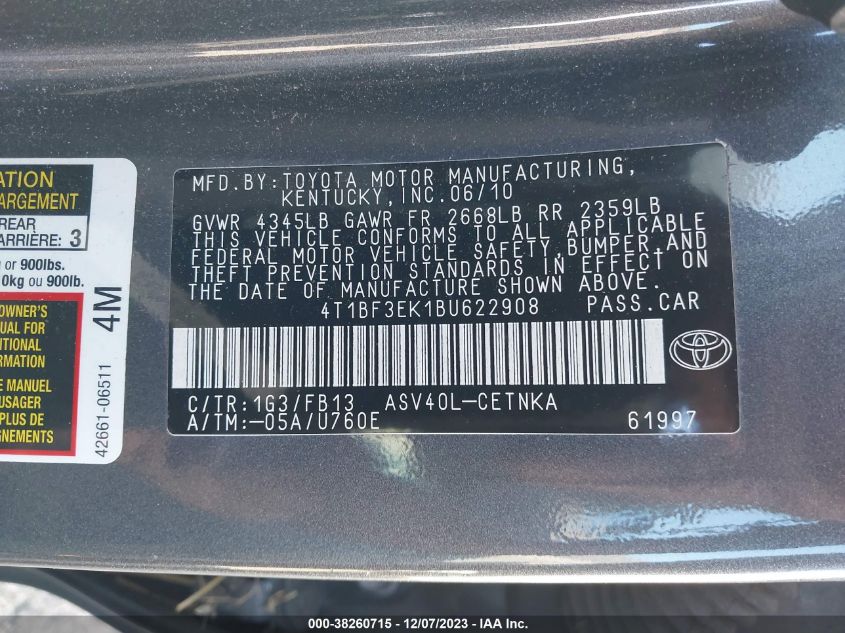 ATION
ARGEMENT
REAR
ARRIÈRE: 3
or 900lbs.
0kg ou 900lb.
OWNER'S
UAL FOR
ITIONAL
ORMATION
E MANUEL
USAGER
PLUS DE
GNEMENTS
4M
42661-06511
MFD.BY:TOYOTA MOTOR MANUFACTURING,
KENTUCKY, INC.06/10
GVWR 4345LB GAWR FR 2668LB RR 2359LB
THIS VEHICLE CONFORMS TO ALL APPLICABLE
FEDERAL MOTOR VEHICLE SAFETY,BUMPER,AND
THEFT PREVENTION STANDARDS IN EFFECT ON
THE DATE OF MANUFACTURE SHOWN ABOVE.
4T1BF3EK1BU622908 PASS.CAR
C/TR:1G3/FB13 ASV40L-CETNKA
A/TM:-05A/U760E 61997
000-38260715 - 12/07/2023 - IAA Inc.